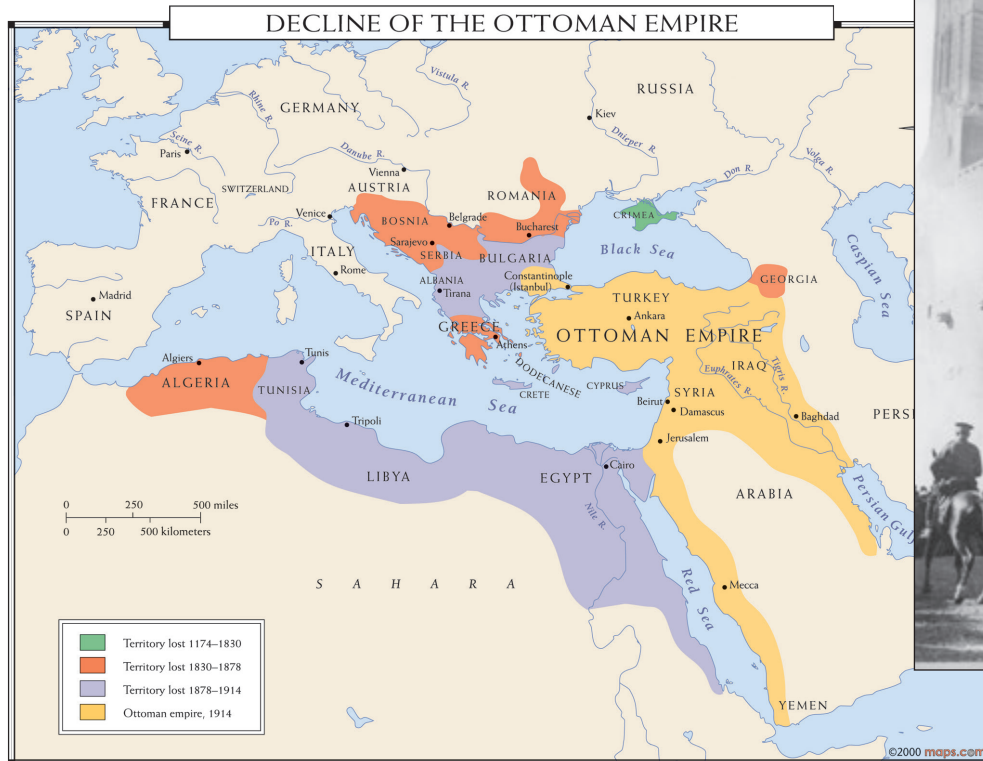 DECLINE OF THE OTTOMAN EMPIRE
RUSSIA
Vistula R.
GERMANY
Rhine R.
Kiev
Dnieper R.
Seine R.
Paris
Danube R.
Don R.
Volga R.
Vienna
SWITZERLAND
AUSTRIA
ROMANIA
FRANCE
Venice
Po R.
BOSNIA
Belgrade
Bucharest
CRIMEA
Sarajevo
SERBIA
BULGARIA
Black Sea
Caspian Sea
ITALY
Rome
ALBANIA
Tirana
Constantinople
(Istanbul)
GEORGIA
Madrid
SPAIN
TURKEY
Ankara
GREECE
Athens
OTTOMAN EMPIRE
Algiers
Tunis
DODECANESE
IRAQ
Tigris R.
Euphrates R.
ALGERIA
TUNISIA
Mediterranean Sea
CRETE
CYPRUS
SYRIA
Beirut
Damascus
Baghdad
PERSI
Tripoli
Jerusalem
LIBYA
EGYPT
Cairo
ARABIA
Persian Gulf
Nile R.
0 250 500 miles
0 250 500 kilometers
SAHARA
Red Sea
Mecca
YEMEN
Territory lost 1174–1830
Territory lost 1830–1878
Territory lost 1878–1914
Ottoman empire, 1914
©2000 maps.com